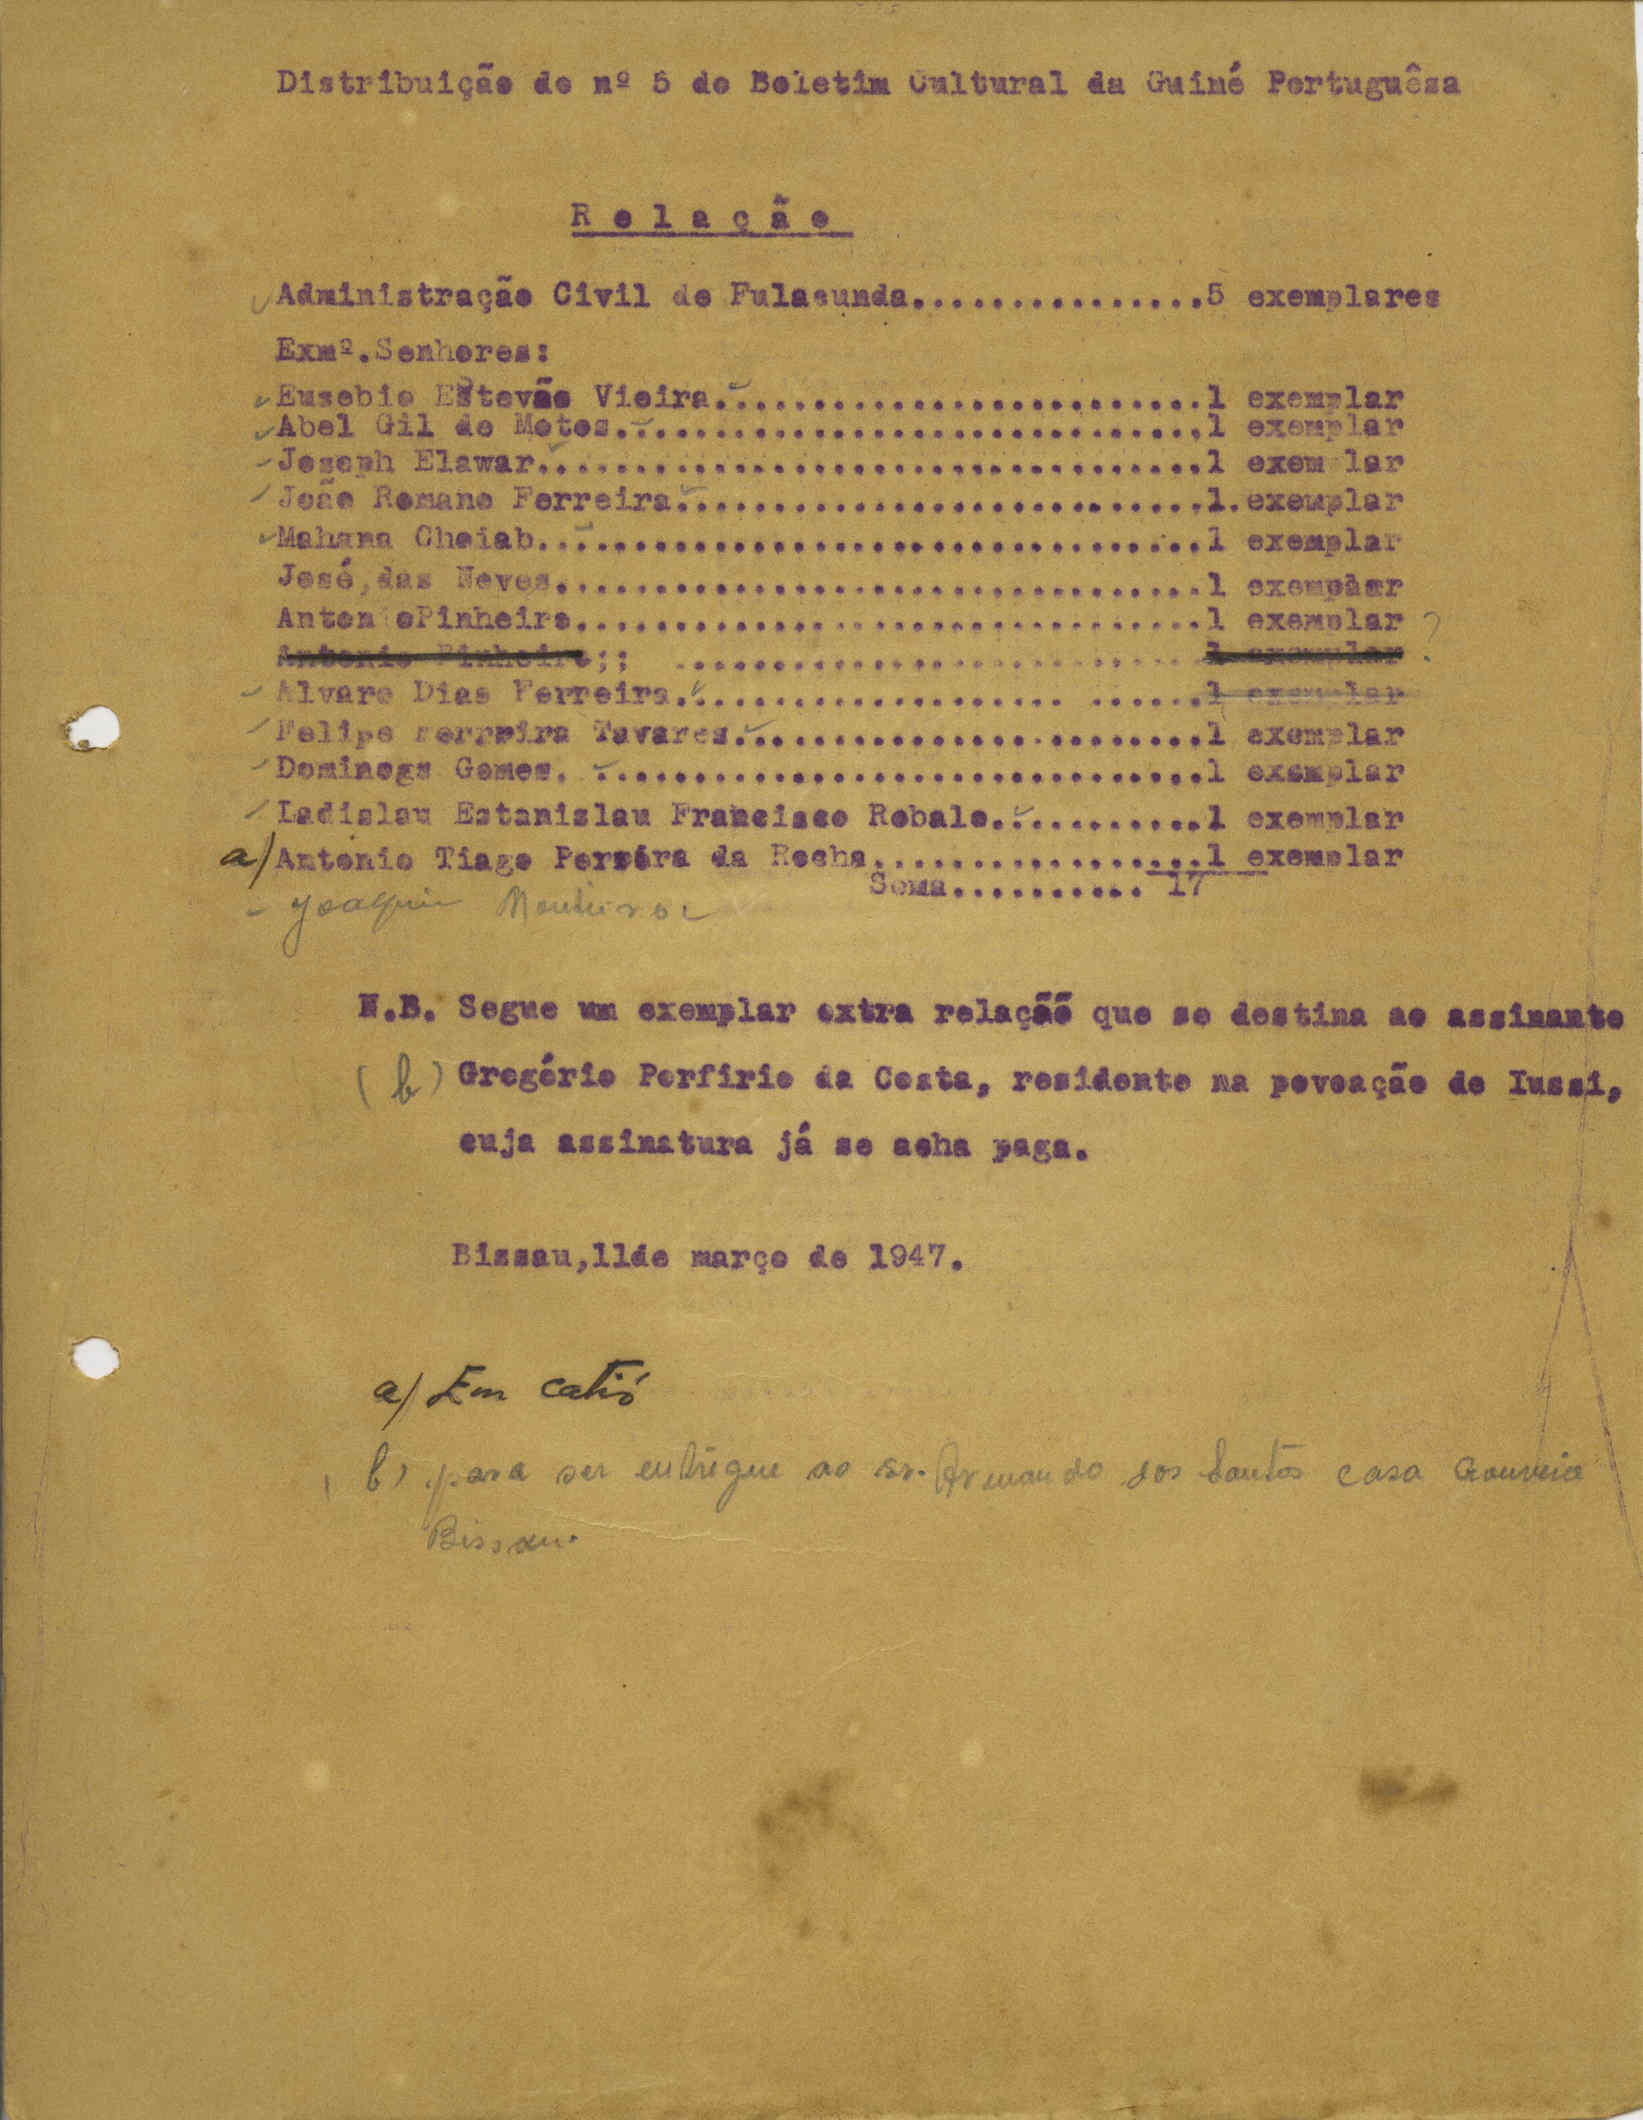 Distribuição do nº 5 do Boletim Cultural da Guiné Portuguêsa
R e l a ç ã o
Administração Civil de Fulacunda...............5 exemplares
Exmº.Senhores:
Eusebio Estevão Vieira.........................1 exemplar
Abel Gil de Motos..............................1 exemplar
Joseph Elawar..................................1 exemplar
João Romano Ferreira...........................1.exemplar
Mahama Cheiab..................................1 exemplar
José,das Neves.................................1 exemplar
AntonioPinheiro................................1 exemplar ?
Antonio Pinheiro;; ...........................1 exemplar
Alvaro Dias Ferreira.................... ......1 exemplar
Felipe Ferreira Tavares........................1 exemplar
Dominogs Gomes. ...............................1 exemplar
Ladislau Estanislau Francisco Robalo...........1 exemplar
a/ Antonio Tiago Pereira da Rocha.................1 exemplar
Soma.......... 17
- Joaquim
N.B. Segue um exemplar extra relação que se destina ao assinante
(b) Gregório Porfirio da Costa, residente na povoação de Iussi,
cuja assinatura já se acha paga.
Bissau,11de março de 1947.
a/ Em Catió
b) para ser entregue ao sr. Armando dos Santos casa Gouveia
Bissau.